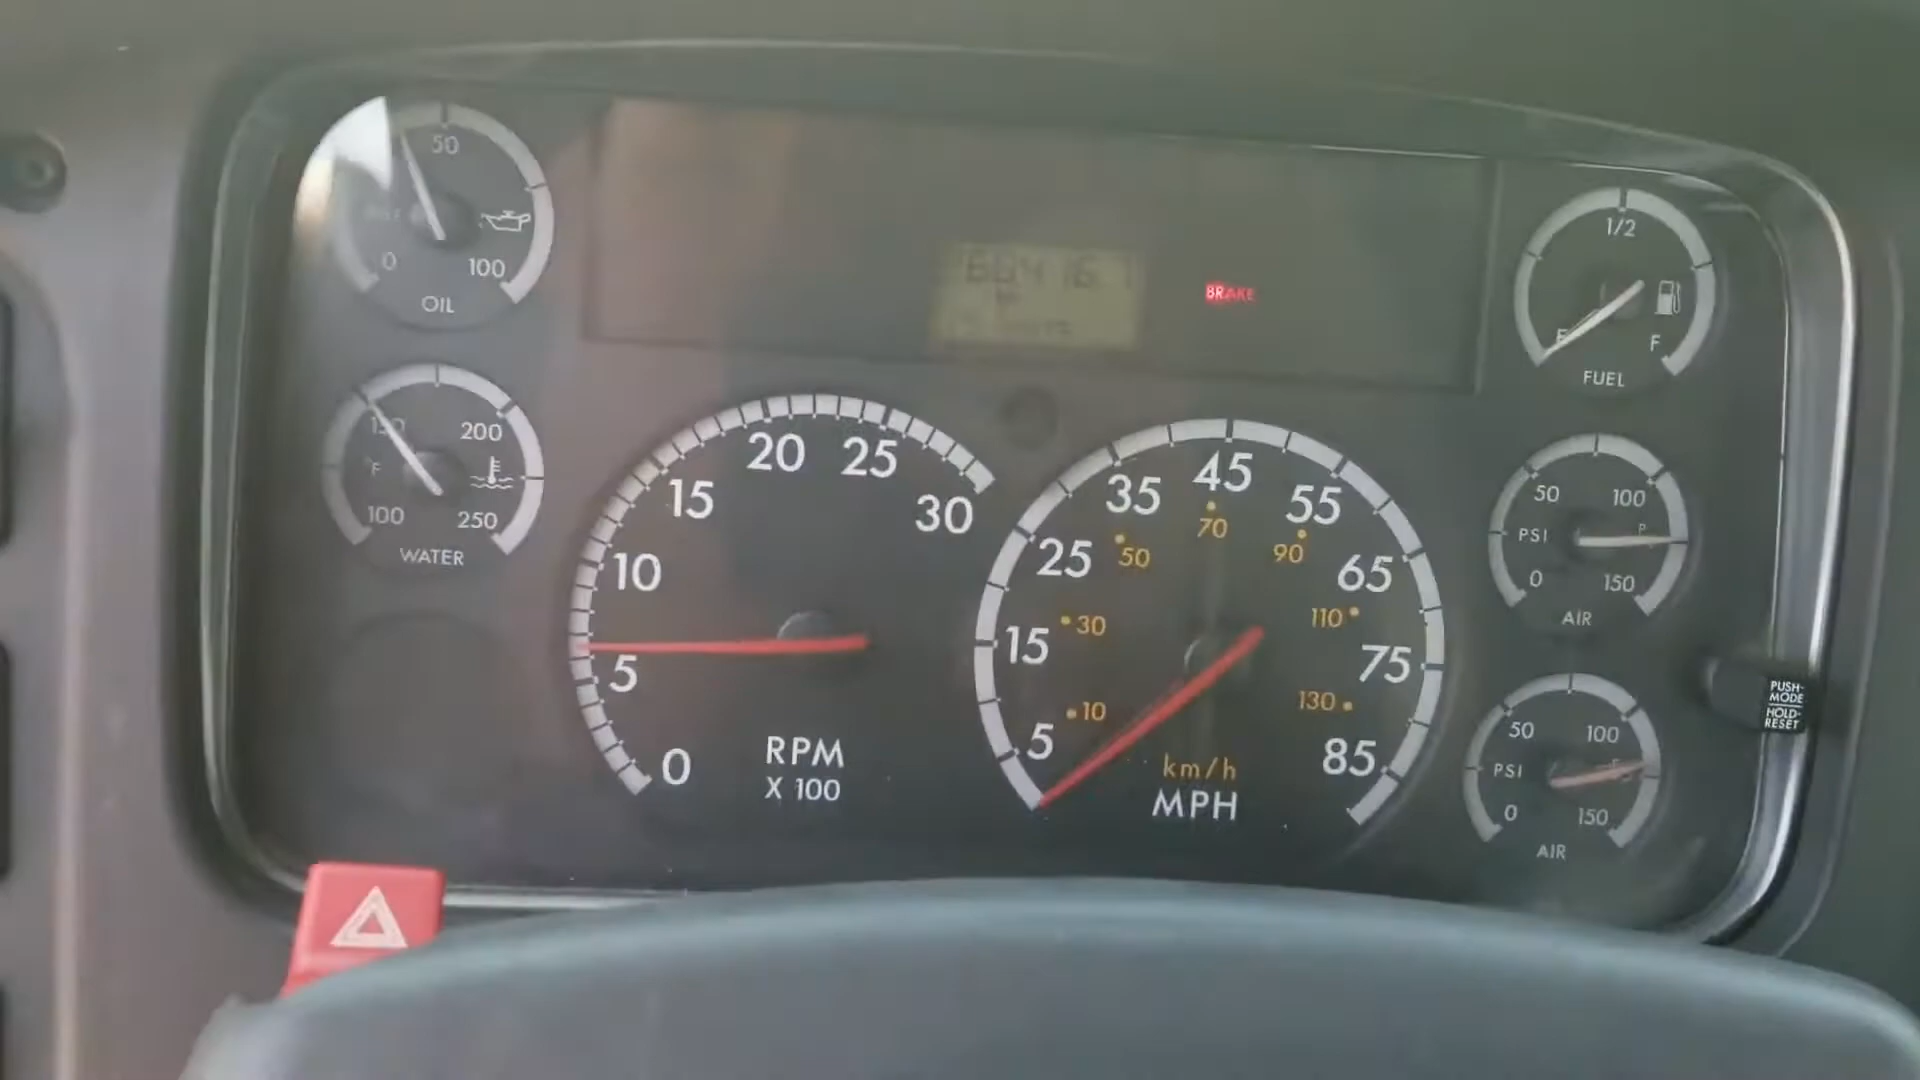 50
0
100
OIL
150
200
F
100
250
WATER
0
5
10
15
20
25
30
RPM
X 100
BRAKE
5
15
25
35
45
55
65
75
85
10
30
50
70
90
110
130
km/h
MPH
1/2
E
F
FUEL
50
100
PSI
P
0
150
AIR
50
100
PSI
0
150
AIR
PUSH-
MODE
HOLD-
RESET